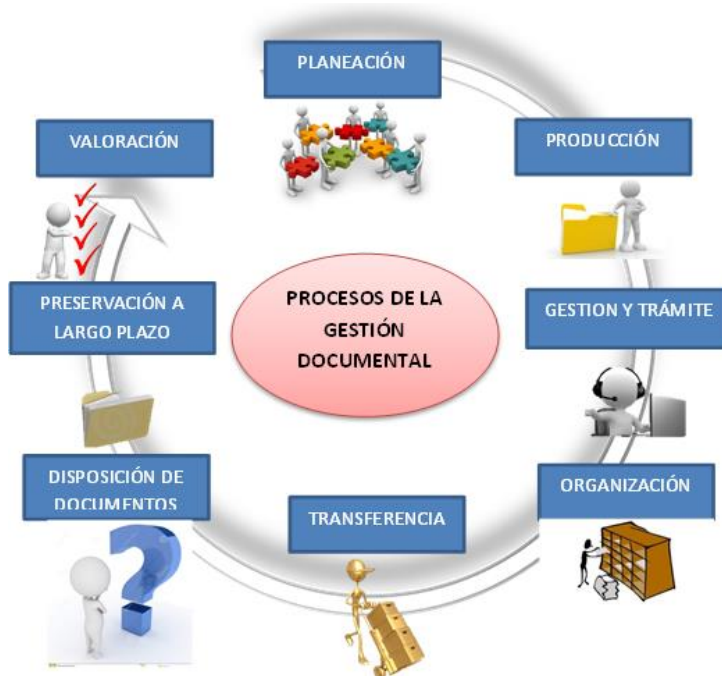 PLANEACIÓN
PRODUCCIÓN
GESTION Y TRÁMITE
ORGANIZACIÓN
TRANSFERENCIA
DISPOSICIÓN DE
DOCUMENTOS
PRESERVACIÓN A
LARGO PLAZO
VALORACIÓN
PROCESOS DE LA
GESTIÓN
DOCUMENTAL